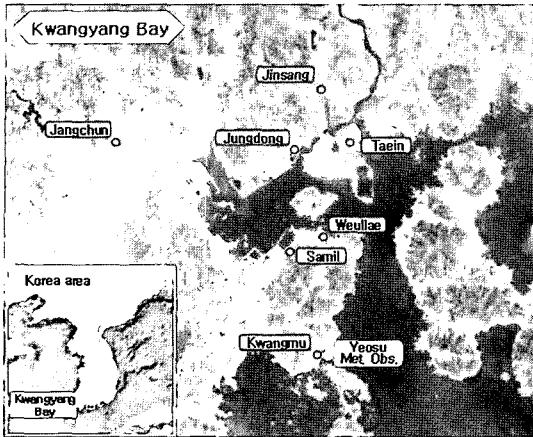 Kwangyang Bay
Jinsang
Jangchun
Jungdong
Taein
Weullae
Samil
Korea area
Kwangmu
Yeosu
Met. Obs.
Kwangyang
Bay